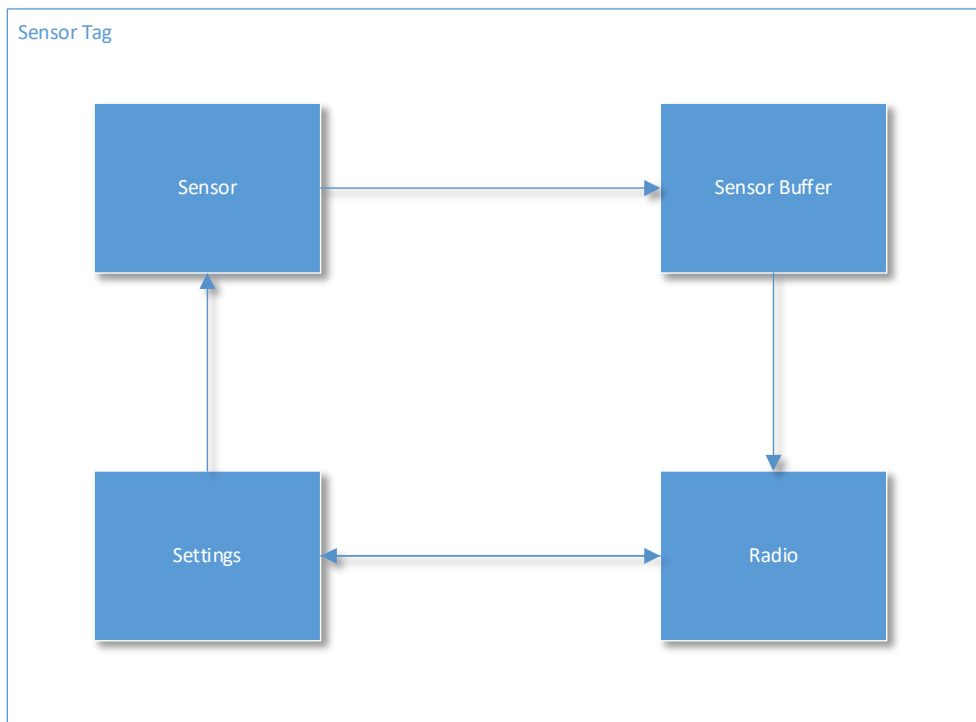 Sensor Tag
Sensor
Sensor Buffer
Settings
Radio